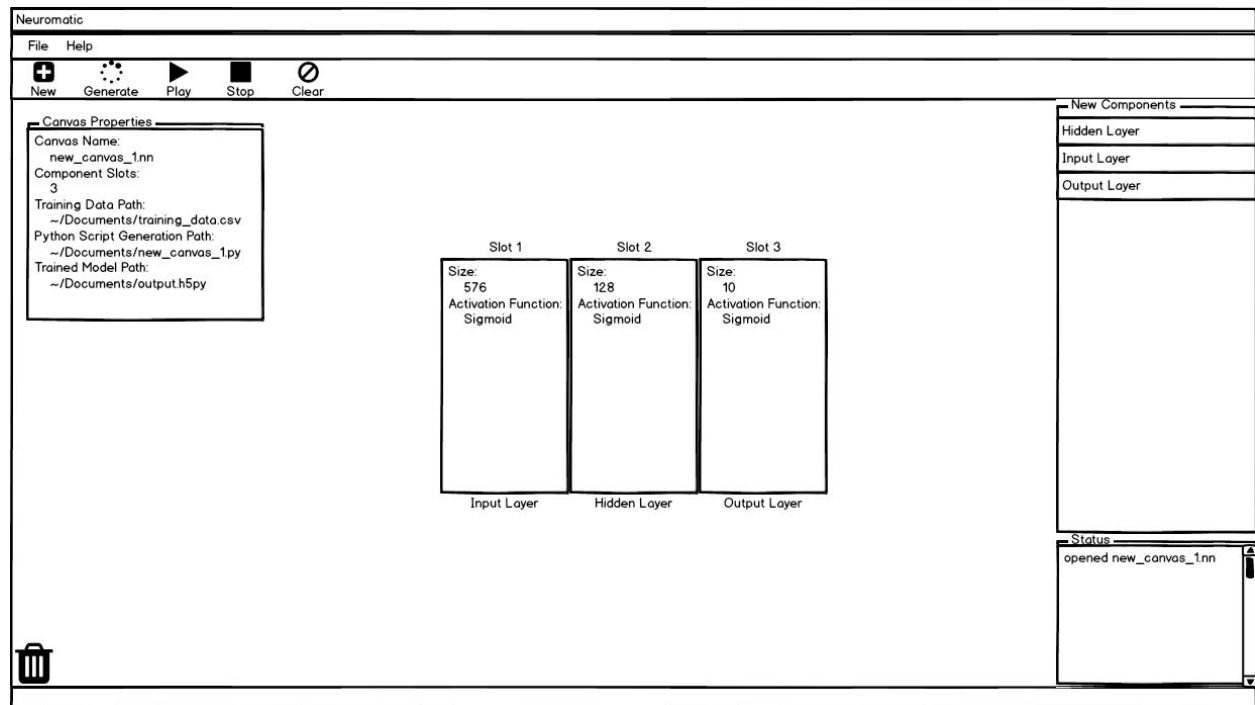 Neuromatic
File Help
New Generate Play Stop Clear
Canvas Properties
Canvas Name:
new_canvas_1.nn
Component Slots:
3
Training Data Path:
~/Documents/training_data.csv
Python Script Generation Path:
~/Documents/new_canvas_1.py
Trained Model Path:
~/Documents/output.h5py
Slot 1
Size:
576
Activation Function:
Sigmoid
Input Layer
Slot 2
Size:
128
Activation Function:
Sigmoid
Hidden Layer
Slot 3
Size:
10
Activation Function:
Sigmoid
Output Layer
New Components
Hidden Layer
Input Layer
Output Layer
Status
opened new_canvas_1.nn